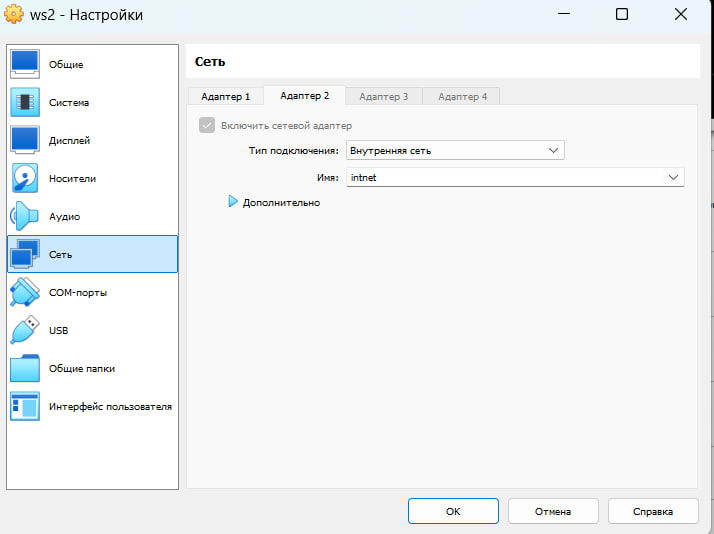 ws2 - Настройки
Общие
Система
Дисплей
Носители
Аудио
Сеть
COM-порты
USB
Общие папки
Интерфейс пользователя
Сеть
Адаптер 1 Адаптер 2 Адаптер 3 Адаптер 4
Включить сетевой адаптер
Тип подключения: Внутренняя сеть
Имя: intnet
Дополнительно
ОК Отмена Справка